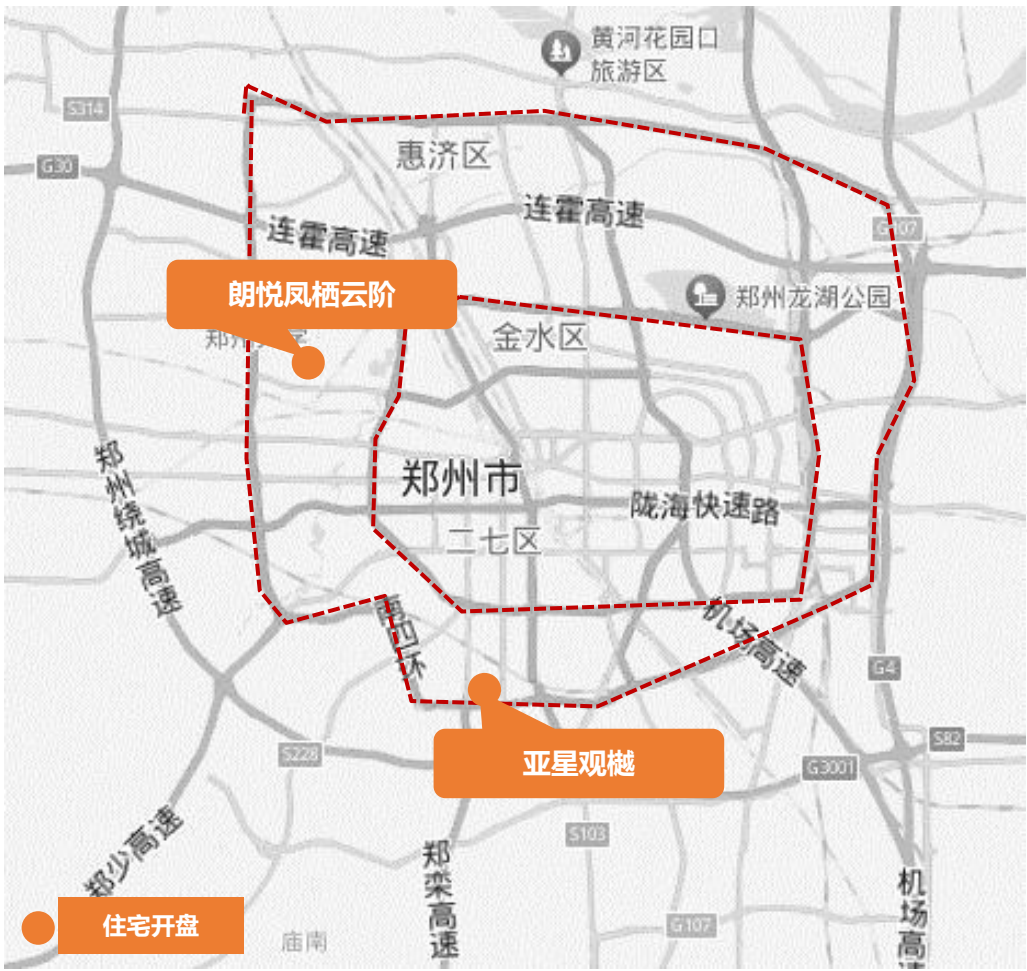 黄河花园口
旅游区
S314
惠济区
G30
连霍高速
连霍高速
G107
朗悦凤栖云阶
郑州龙湖公园
金水区
郑州市
郑州绕城高速
陇海快速路
二七区
南四环
机场高速
G4
S82
S228
亚星观樾
G3001
S103
郑少高速
郑栾高速
机场高
住宅开盘
G107
庙南